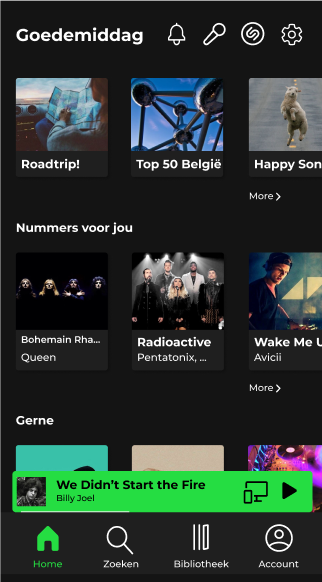 Goedemiddag
Roadtrip!
Top 50 België
Happy Son
More
Nummers voor jou
Bohemain Rha...
Queen
Radioactive
Pentatonix, ...
Wake Me U
Avicii
More
Gerne
We Didn't Start the Fire
Billy Joel
Home
Zoeken
Bibliotheek
Account